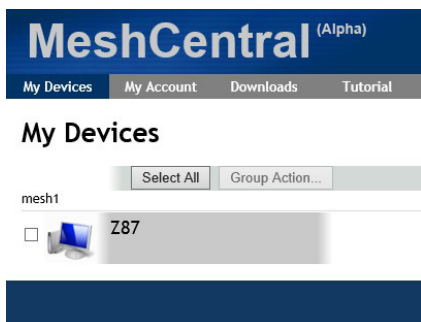 MeshCentral (Alpha)
My Devices My Account Downloads Tutorial
My Devices
Select All Group Action...
mesh1
Z87